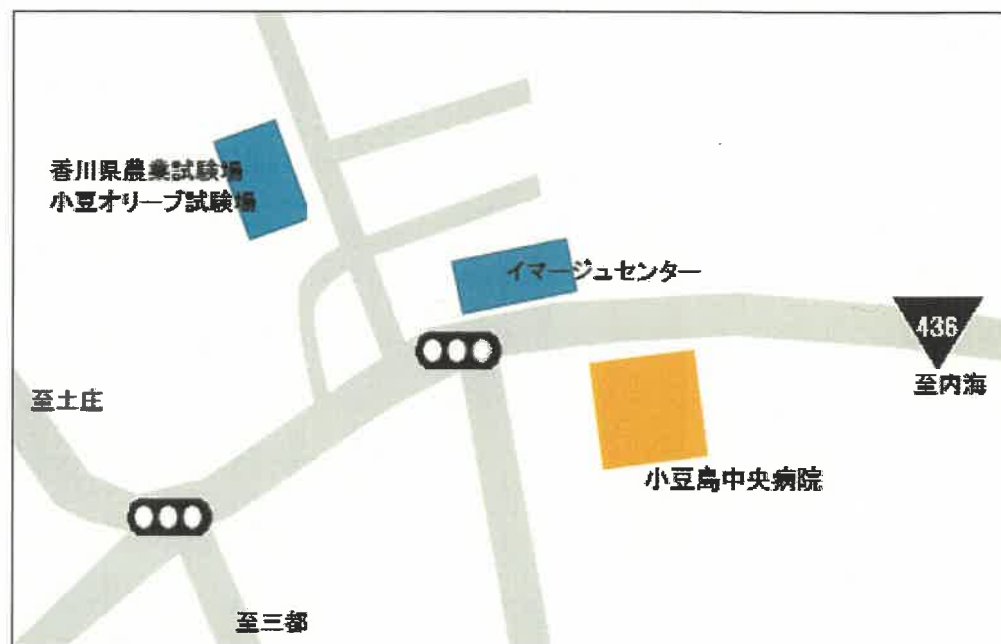 香川県農業試験場
小豆オリーブ試験場
イマージュセンター
436
至内海
至土庄
小豆島中央病院
至三都